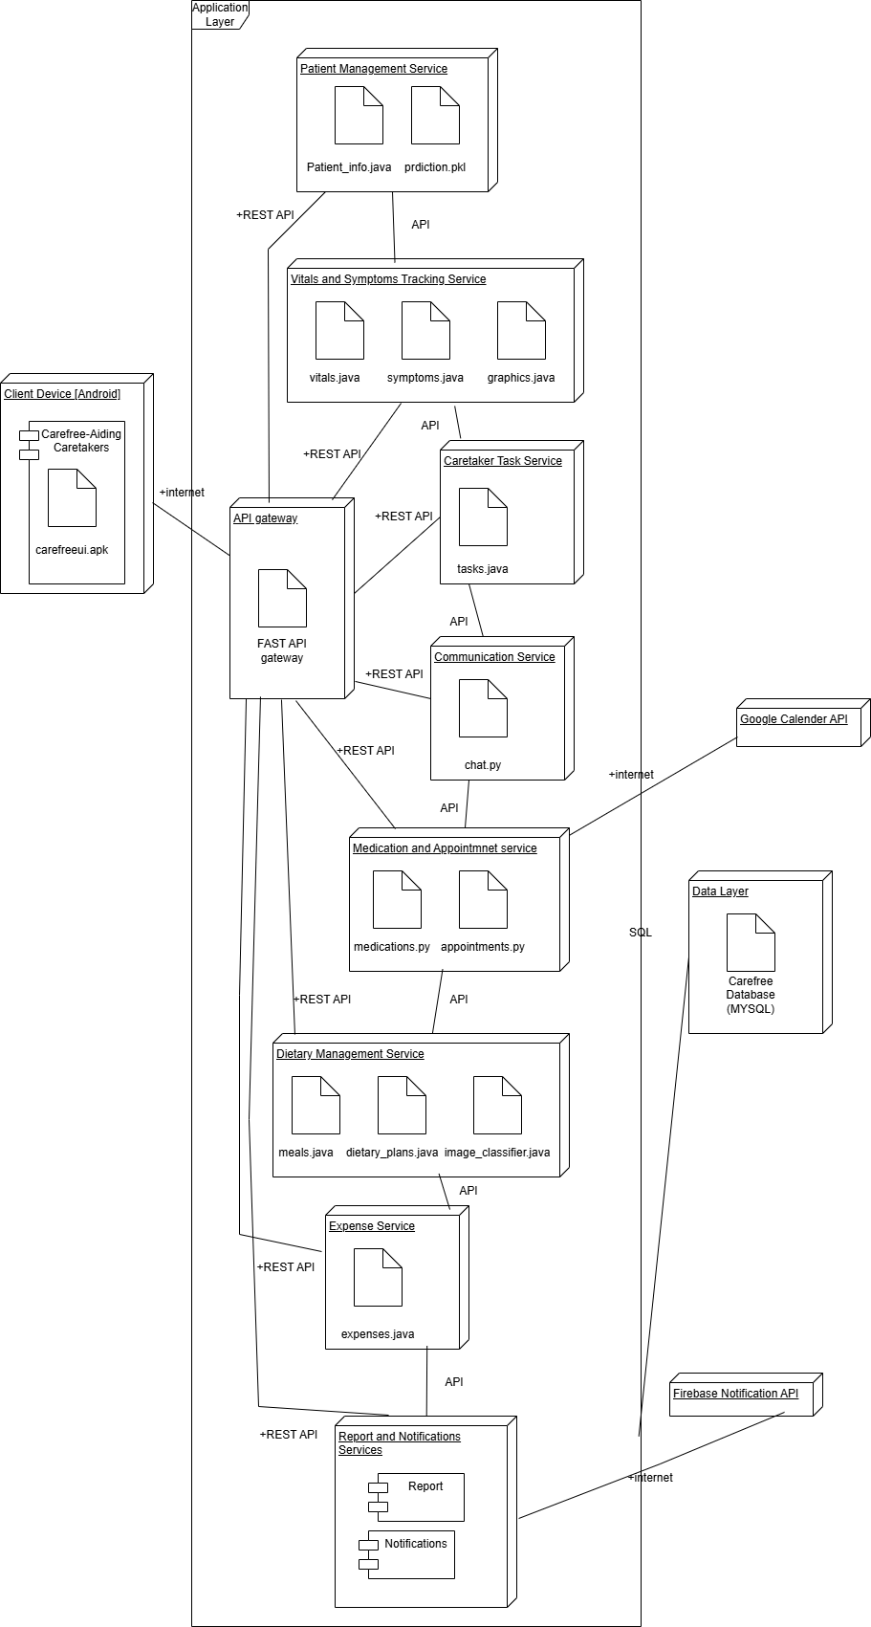 Application
Layer
Patient Management Service
Patient_info.java
prdiction.pkl
+REST API
API
Vitals and Symptoms Tracking Service
vitals.java
symptoms.java
graphics.java
Client Device [Android]
Carefree-Aiding
Caretakers
carefreeui.apk
+internet
+REST API
API
Caretaker Task Service
tasks.java
API gateway
FAST API
gateway
+REST API
API
Communication Service
chat.py
+REST API
+REST API
API
Google Calender API
+internet
Medication and Appointmnet service
medications.py
appointments.py
SQL
Data Layer
Carefree
Database
(MYSQL)
+REST API
API
Dietary Management Service
meals.java
dietary_plans.java
image_classifier.java
API
Expense Service
expenses.java
+REST API
API
Firebase Notification API
+internet
+REST API
Report and Notifications
Services
Report
Notifications